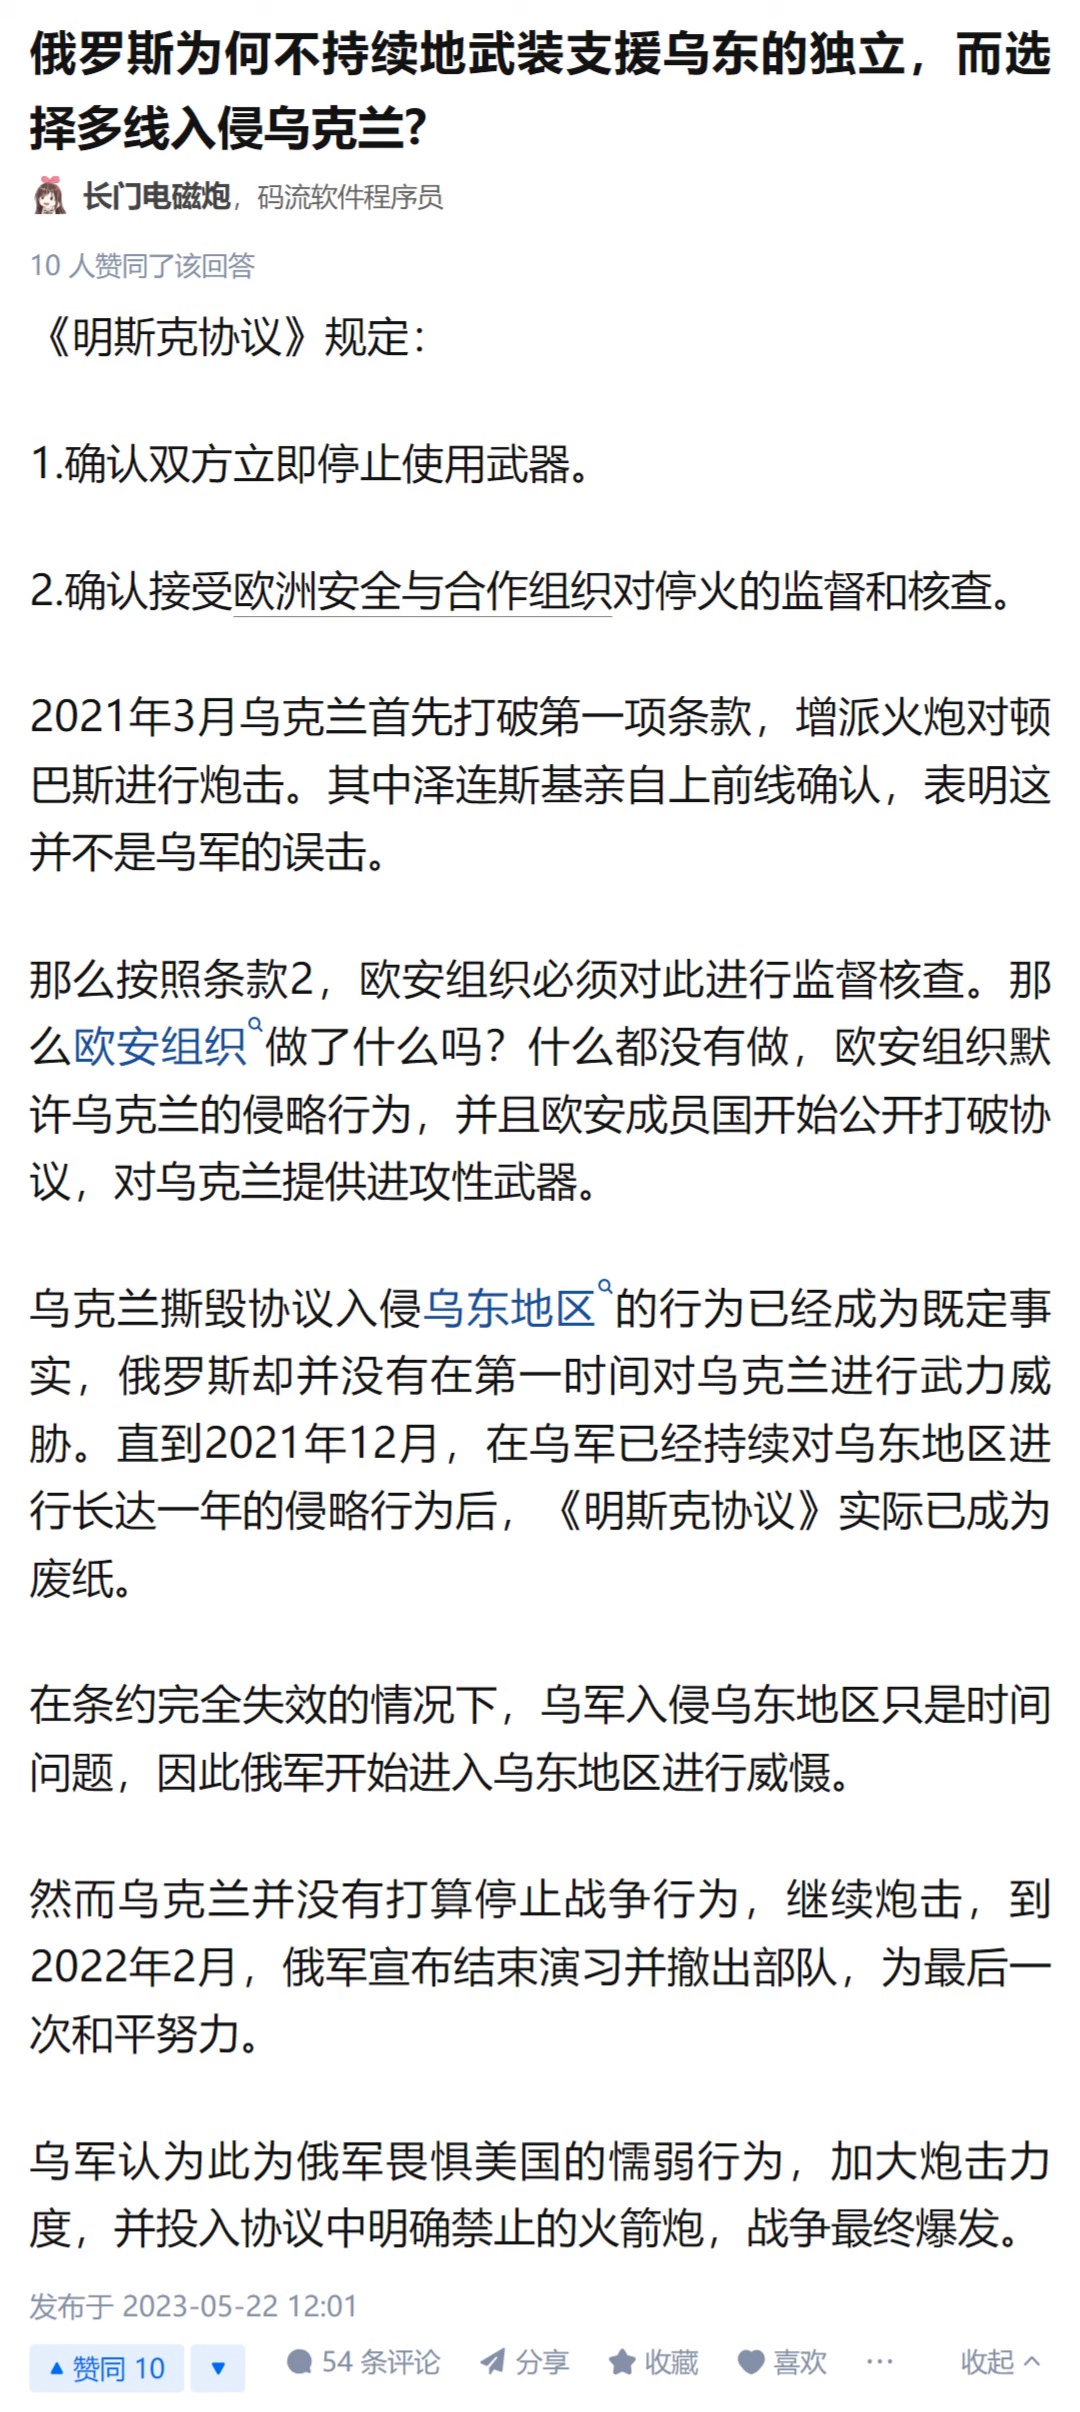 俄罗斯为何不持续地武装支援乌东的独立，而选
择多线入侵乌克兰？
长门电磁炮，码流软件程序员
10 人赞同了该回答
《明斯克协议》规定：
1.确认双方立即停止使用武器。
2.确认接受欧洲安全与合作组织对停火的监督和核查。
2021年3月乌克兰首先打破第一项条款，增派火炮对顿
巴斯进行炮击。其中泽连斯基亲自上前线确认，表明这
并不是乌军的误击。
那么按照条款2，欧安组织必须对此进行监督核查。那
么欧安组织做了什么吗？什么都没有做，欧安组织默
许乌克兰的侵略行为，并且欧安成员国开始公开打破协
议，对乌克兰提供进攻性武器。
乌克兰撕毁协议入侵乌东地区的行为已经成为既定事
实，俄罗斯却并没有在第一时间对乌克兰进行武力威
胁。直到2021年12月，在乌军已经持续对乌东地区进
行长达一年的侵略行为后，《明斯克协议》实际已成为
废纸。
在条约完全失效的情况下，乌军入侵乌东地区只是时间
问题，因此俄军开始进入乌东地区进行威慑。
然而乌克兰并没有打算停止战争行为，继续炮击，到
2022年2月，俄军宣布结束演习并撤出部队，为最后一
次和平努力。
乌军认为此为俄军畏惧美国的懦弱行为，加大炮击力
度，并投入协议中明确禁止的火箭炮，战争最终爆发。
发布于 2023-05-22 12:01
赞同 10 54 条评论 分享 收藏 喜欢 ··· 收起